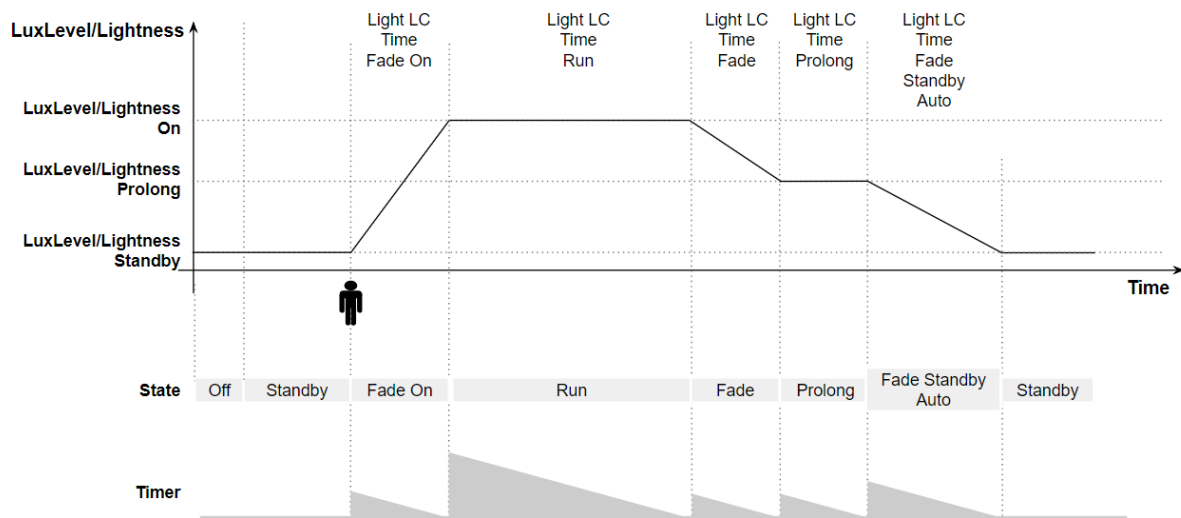 LuxLevel/Lightness
Light LC
Time
Fade On
Light LC
Time
Run
Light LC
Time
Fade
Light LC
Time
Prolong
Light LC
Time
Fade
Standby
Auto
LuxLevel/Lightness
On
LuxLevel/Lightness
Prolong
LuxLevel/Lightness
Standby
Time
State
Off
Standby
Fade On
Run
Fade
Prolong
Fade Standby
Auto
Standby
Timer